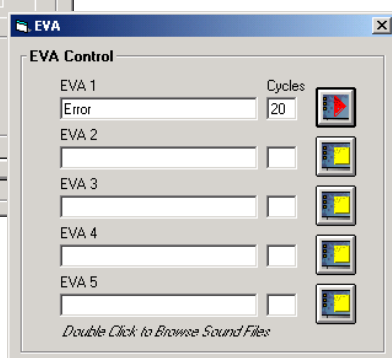 EVA
EVA Control
EVA 1 Cycles
Error 20
EVA 2
EVA 3
EVA 4
EVA 5
Double Click to Browse Sound Files